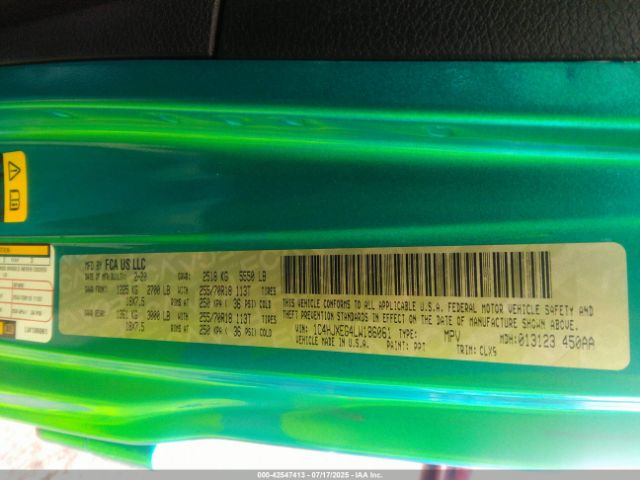 MFD BY FCA US LLC
DATE OF MFR 2-20 GVWR: 2518 KG 5550 LB
GAWR FRONT: 1225 KG 2700 LB WITH 255/70R18 113T TIRES
18X7.5 RIMS AT 250 KPA( 36 PSI) COLD
GAWR REAR: 1361 KG 3000 LB WITH 255/70R18 113T TIRES
18X7.5 RIMS AT 250 KPA( 36 PSI) COLD
THIS VEHICLE CONFORMS TO ALL APPLICABLE U.S.A. FEDERAL MOTOR VEHICLE SAFETY, BUMPER AND
THEFT PREVENTION STANDARDS IN EFFECT ON THE DATE OF MANUFACTURE SHOWN ABOVE.
VIN: 1C4HJXEG4LW186061 TYPE: MPV MDH: 013123 450AA
MADE IN U.S.A. PAINT: PPT TRIM: CLX9
000-42547413 - 07/17/2025 - Copyright IAA, Inc.